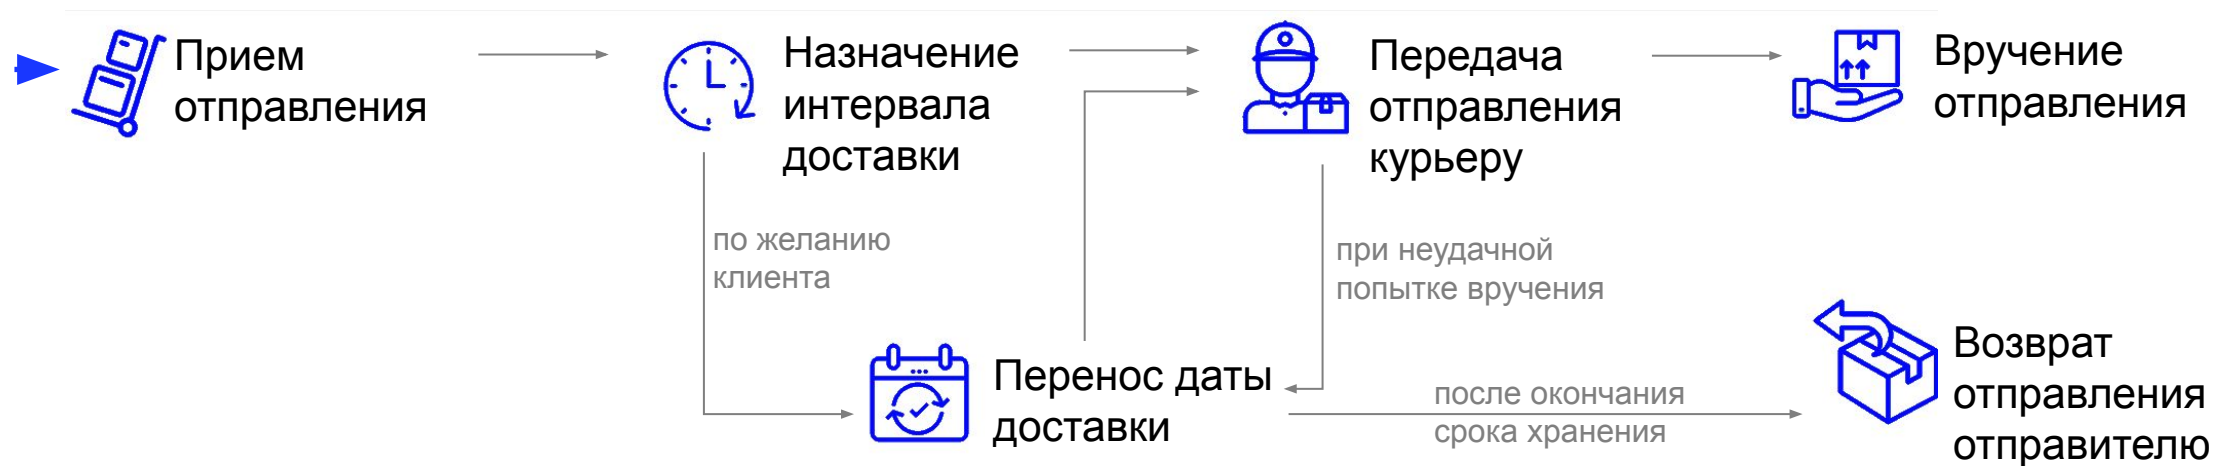 Прием
отправления
Назначение
интервала
доставки
Передача
отправления
курьеру
Вручение
отправления
по желанию
клиента
при неудачной
попытке вручения
Перенос даты
доставки
после окончания
срока хранения
Возврат
отправления
отправителю